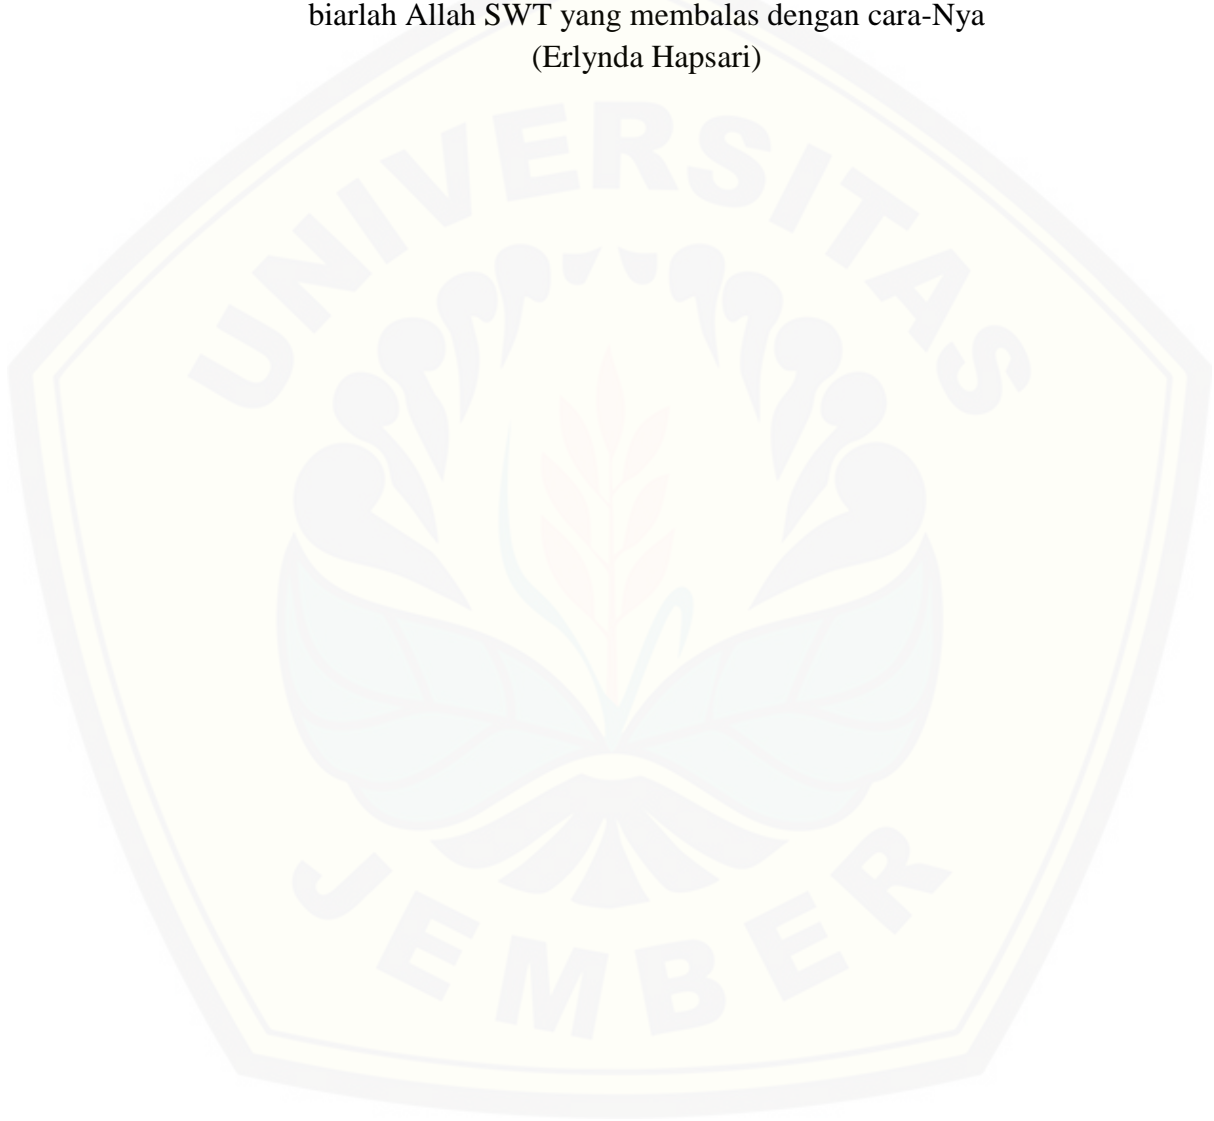 biarlah Allah SWT yang membalas dengan cara-Nya
(Erlynda Hapsari)
UNIVERSITAS
JEMBER